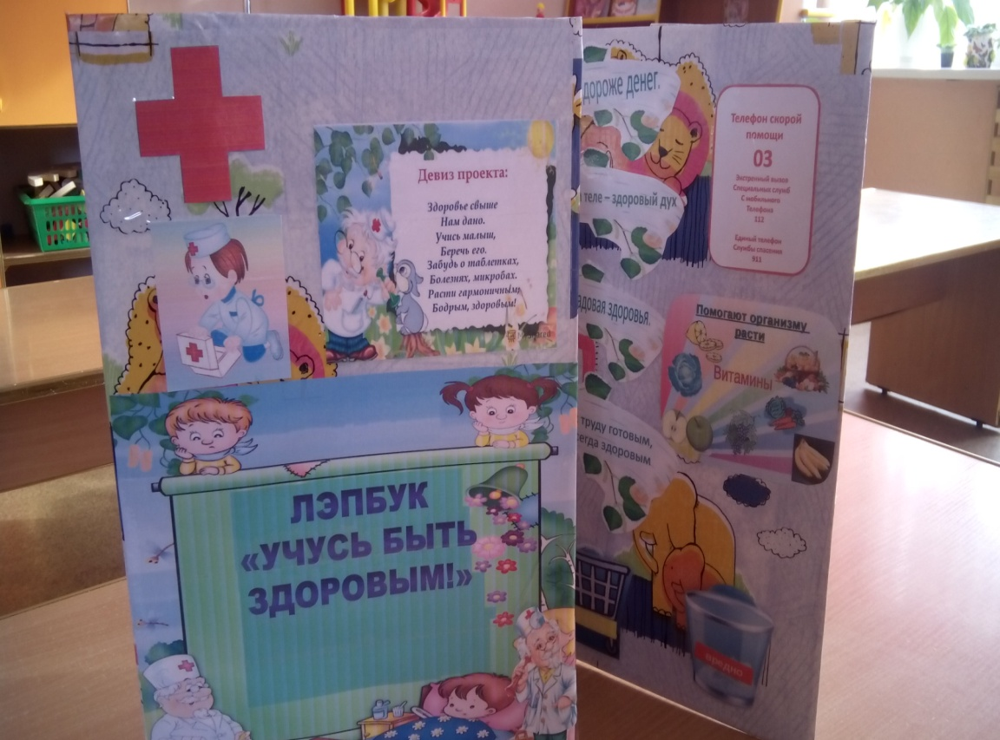 Девиз проекта:
Здоровье свыше
Нам дано.
Учись малыш,
Беречь его.
Забудь о таблетках,
Болезнях, микробах.
Расти гармоничным,
Бодрым, здоровым!
ЛЭПБУК
«УЧУСЬ БЫТЬ
ЗДОРОВЫМ!»
дороже денег.
теле – здоровый дух
здоровья.
труду готовым,
здоровым
Телефон скорой
помощи
03
Экстренный вызов
Специальных служб
С мобильного
Телефона
112
Единый телефон
Службы спасения
911
Помогают организму
расти
Витамины
вредно